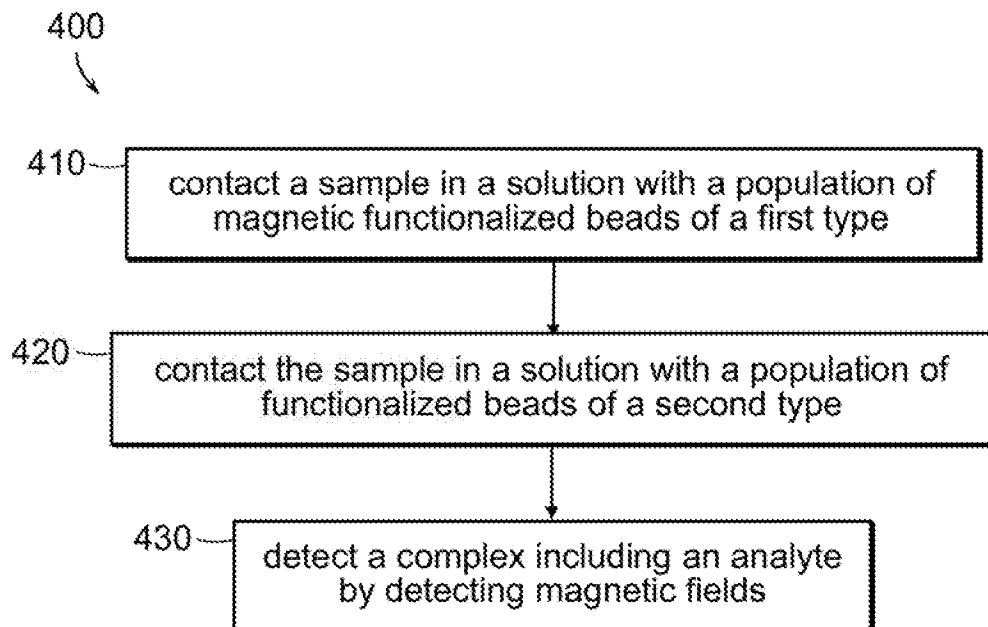 400
410
contact a sample in a solution with a population of
magnetic functionalized beads of a first type
420
contact the sample in a solution with a population of
functionalized beads of a second type
430
detect a complex including an analyte
by detecting magnetic fields